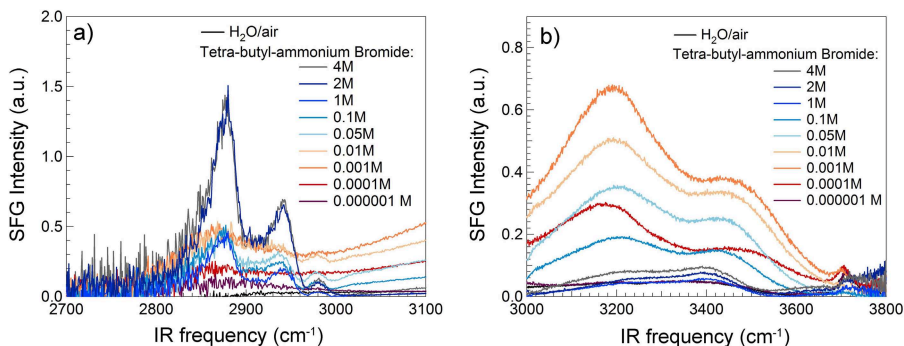 a)
H₂O/air
Tetra-butyl-ammonium Bromide:
4M
2M
1M
0.1M
0.05M
0.01M
0.001M
0.0001M
0.000001 M
SFG Intensity (a.u.)
2.0
1.5
1.0
0.5
0.0
2700
2800
2900
3000
3100
IR frequency (cm⁻¹)
b)
H₂O/air
Tetra-butyl-ammonium Bromide:
4M
2M
1M
0.1M
0.05M
0.01M
0.001M
0.0001M
0.000001 M
SFG Intensity (a.u.)
0.8
0.6
0.4
0.2
0.0
3000
3200
3400
3600
3800
IR frequency (cm⁻¹)